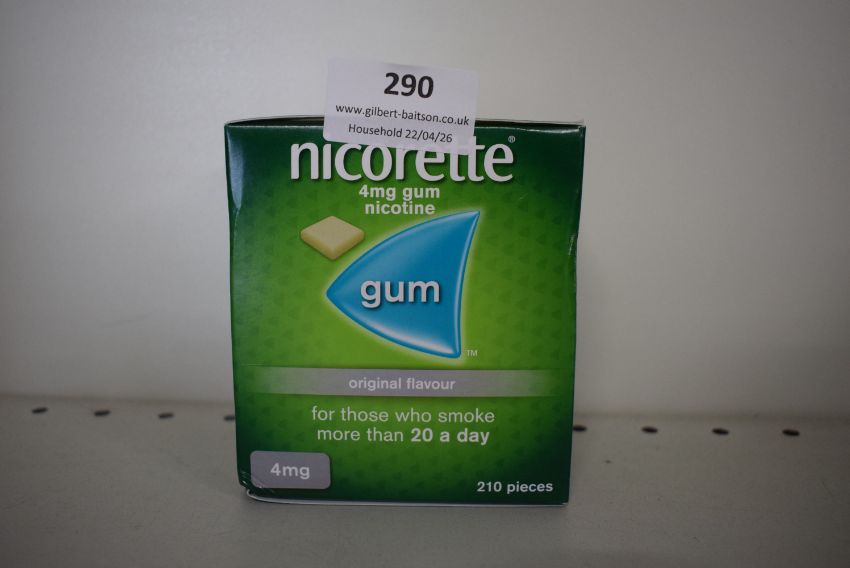 290
www.gilbert-baitson.co.uk
Household 22/04/26
nicorette®
4mg gum
nicotine
gum
TM
original flavour
for those who smoke
more than 20 a day
4mg
210 pieces